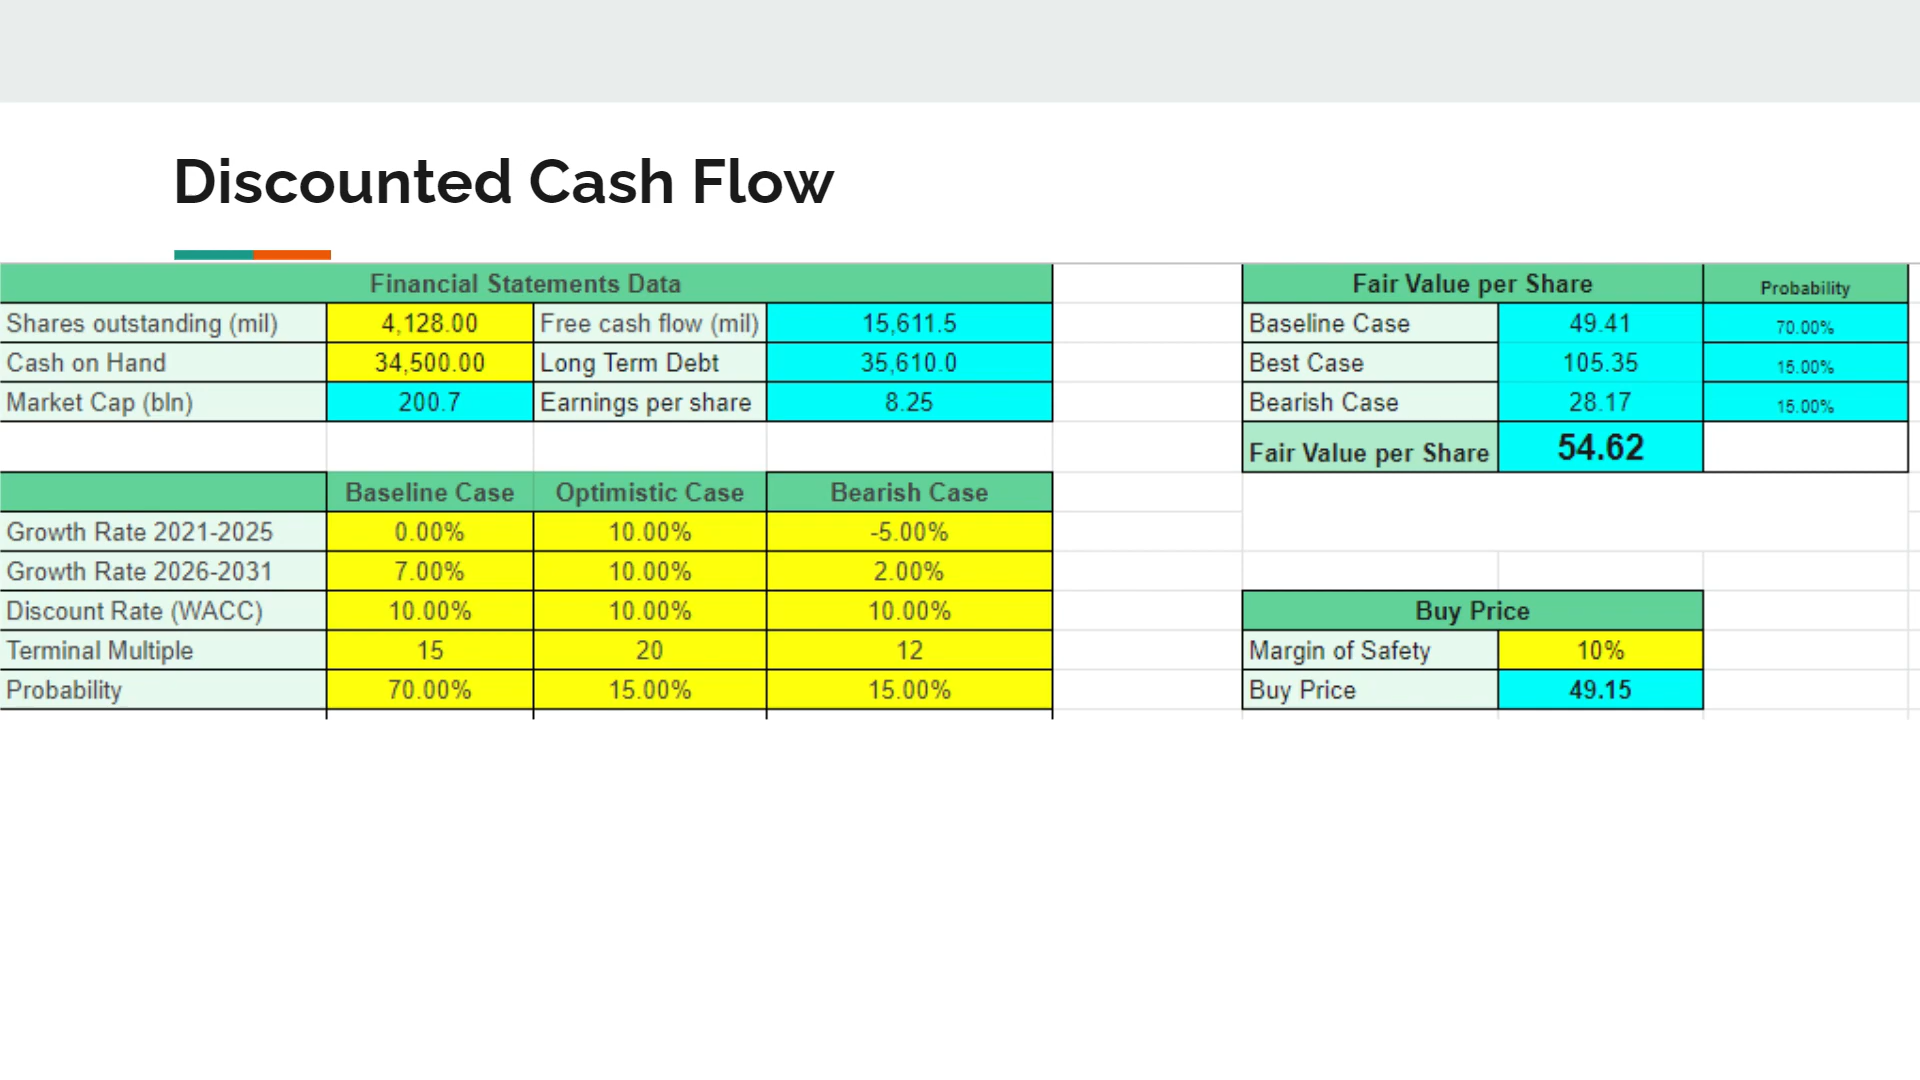 Discounted Cash Flow
Financial Statements Data
Shares outstanding (mil) 4,128.00 Free cash flow (mil) 15,611.5
Cash on Hand 34,500.00 Long Term Debt 35,610.0
Market Cap (bln) 200.7 Earnings per share 8.25
Baseline Case Optimistic Case Bearish Case
Growth Rate 2021-2025 0.00% 10.00% -5.00%
Growth Rate 2026-2031 7.00% 10.00% 2.00%
Discount Rate (WACC) 10.00% 10.00% 10.00%
Terminal Multiple 15 20 12
Probability 70.00% 15.00% 15.00%
Fair Value per Share Probability
Baseline Case 49.41 70.00%
Best Case 105.35 15.00%
Bearish Case 28.17 15.00%
Fair Value per Share 54.62
Buy Price
Margin of Safety 10%
Buy Price 49.15